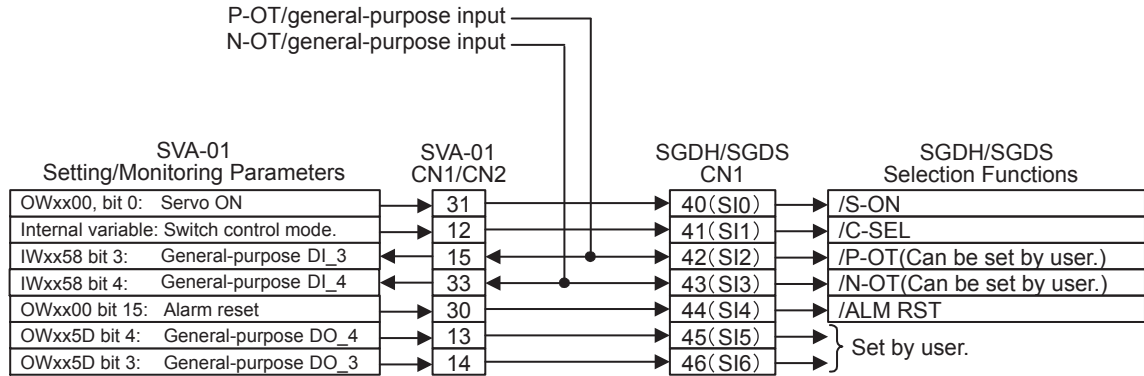 P-OT/general-purpose input
N-OT/general-purpose input
SVA-01
Setting/Monitoring Parameters
SVA-01
CN1/CN2
SGDH/SGDS
CN1
SGDH/SGDS
Selection Functions
OWxx00, bit 0: Servo ON 31 40(SI0) /S-ON
Internal variable: Switch control mode. 12 41(SI1) /C-SEL
IWxx58 bit 3: General-purpose DI_3 15 42(SI2) /P-OT(Can be set by user.)
IWxx58 bit 4: General-purpose DI_4 33 43(SI3) /N-OT(Can be set by user.)
OWxx00 bit 15: Alarm reset 30 44(SI4) /ALM RST
OWxx5D bit 4: General-purpose DO_4 13 45(SI5)
OWxx5D bit 3: General-purpose DO_3 14 46(SI6)
Set by user.